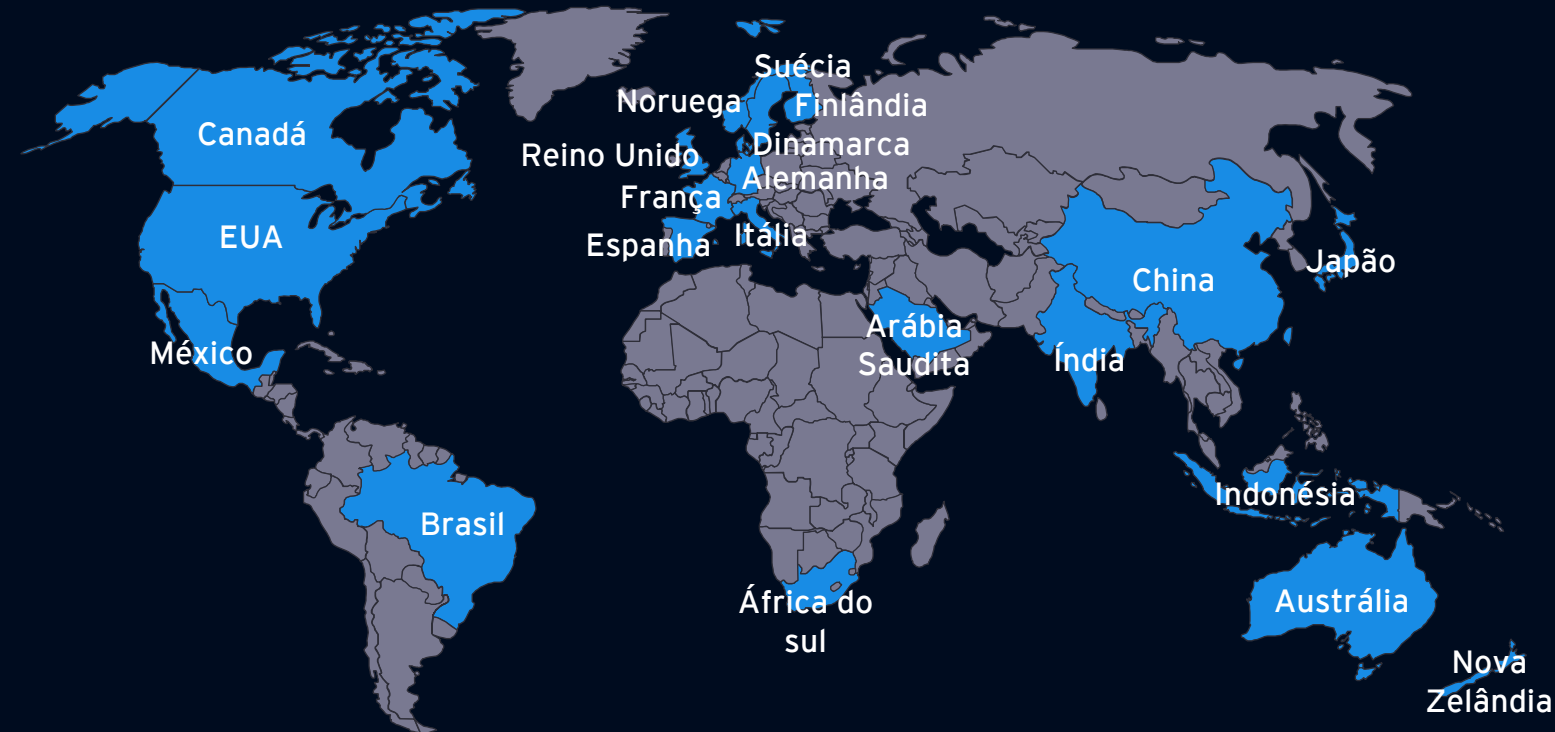 Suécia
Noruega
Finlândia
Canadá
Dinamarca
Reino Unido
Alemanha
França
EUA
Itália
Espanha
Japão
China
Arábia
Saudita
México
Índia
Indonésia
Brasil
África do
sul
Austrália
Nova
Zelândia